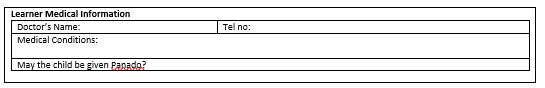 Learner Medical Information
Doctor's Name: Tel no:
Medical Conditions:
May the child be given Panado?